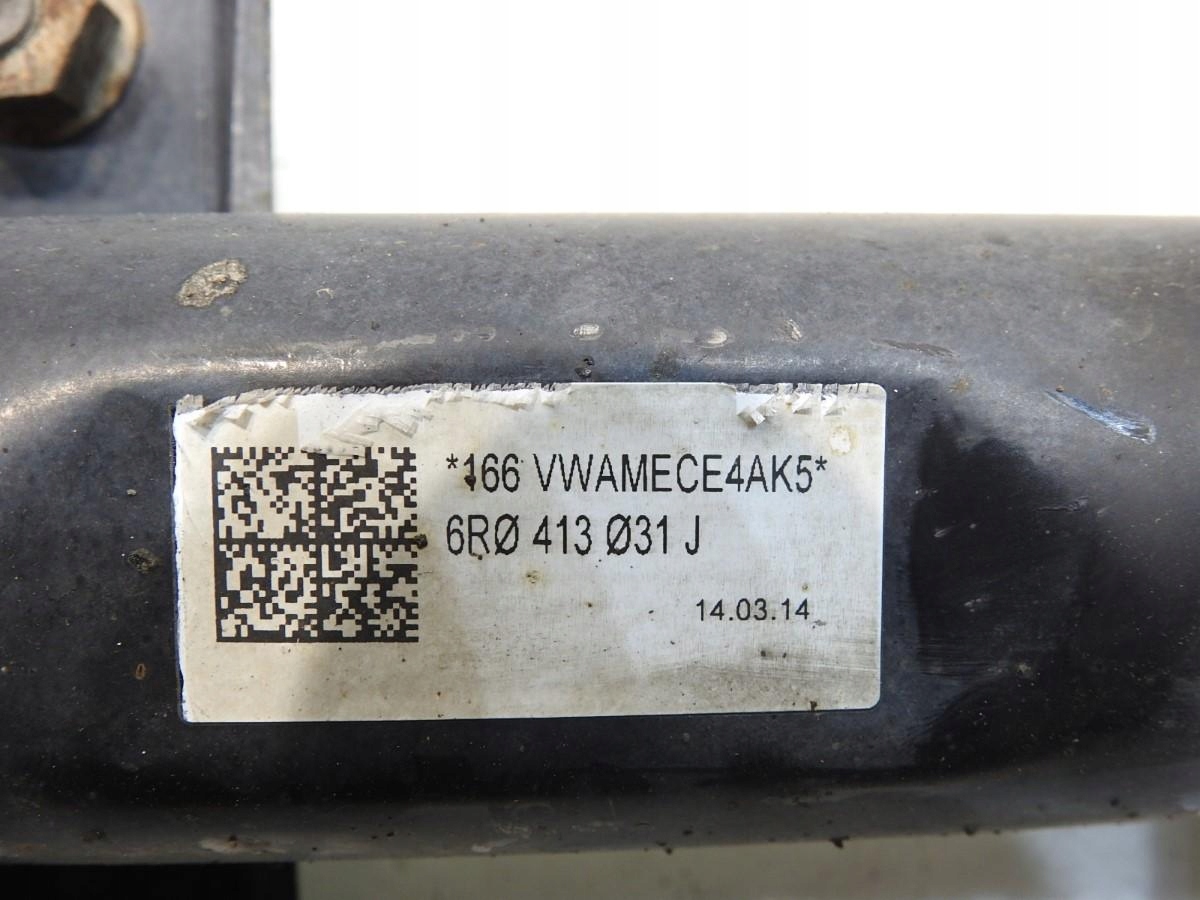 *166 VWAMECE4AK5*
6RØ 413 Ø31 J
14.03.14